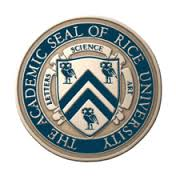 THE ACADEMIC SEAL OF RICE UNIVERSITY
LETTERS
SCIENCE
ART